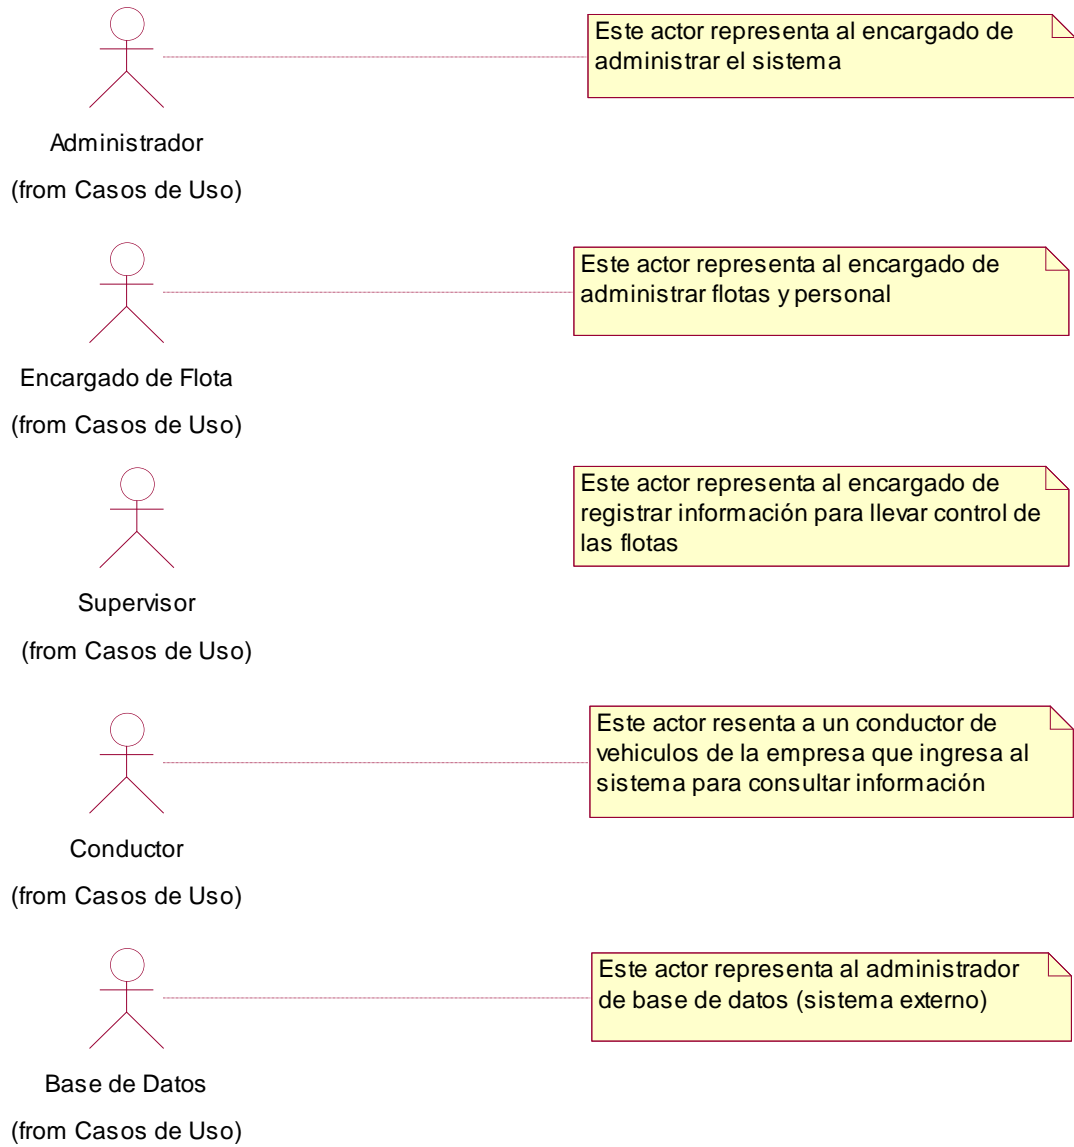 Este actor representa al encargado de
administrar el sistema
Administrador
(from Casos de Uso)
Este actor representa al encargado de
administrar flotas y personal
Encargado de Flota
(from Casos de Uso)
Este actor representa al encargado de
registrar información para llevar control de
las flotas
Supervisor
(from Casos de Uso)
Este actor resenta a un conductor de
vehiculos de la empresa que ingresa al
sistema para consultar información
Conductor
(from Casos de Uso)
Este actor representa al administrador
de base de datos (sistema externo)
Base de Datos
(from Casos de Uso)